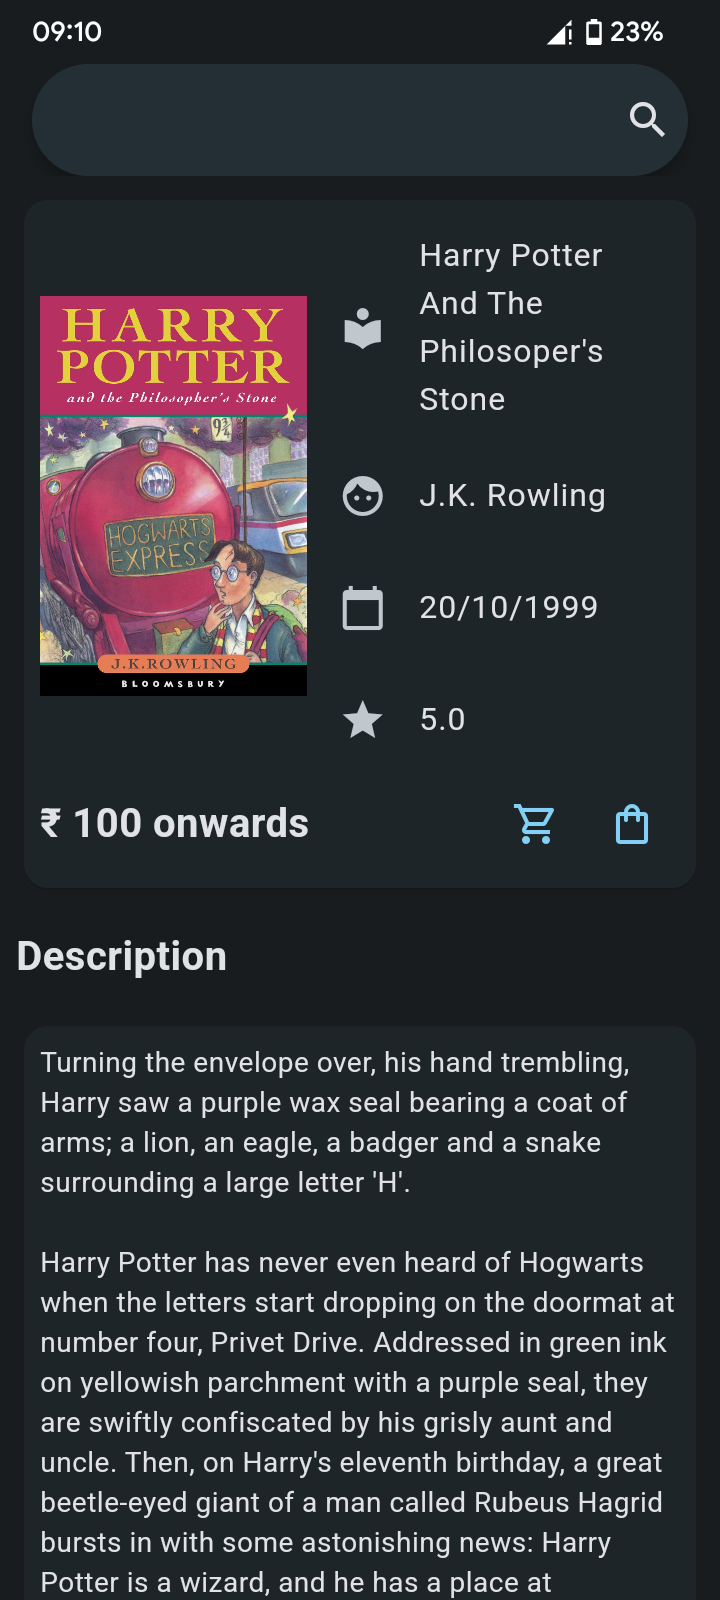 09:10
23%
HARRY
POTTER
and the Philosopher's Stone
9¾
HOGWARTS
EXPRESS
J.K.ROWLING
BLOOMSBURY
Harry Potter
And The
Philosoper's
Stone
J.K. Rowling
20/10/1999
5.0
₹ 100 onwards
Description
Turning the envelope over, his hand trembling,
Harry saw a purple wax seal bearing a coat of
arms; a lion, an eagle, a badger and a snake
surrounding a large letter 'H'.
Harry Potter has never even heard of Hogwarts
when the letters start dropping on the doormat at
number four, Privet Drive. Addressed in green ink
on yellowish parchment with a purple seal, they
are swiftly confiscated by his grisly aunt and
uncle. Then, on Harry's eleventh birthday, a great
beetle-eyed giant of a man called Rubeus Hagrid
bursts in with some astonishing news: Harry
Potter is a wizard, and he has a place at